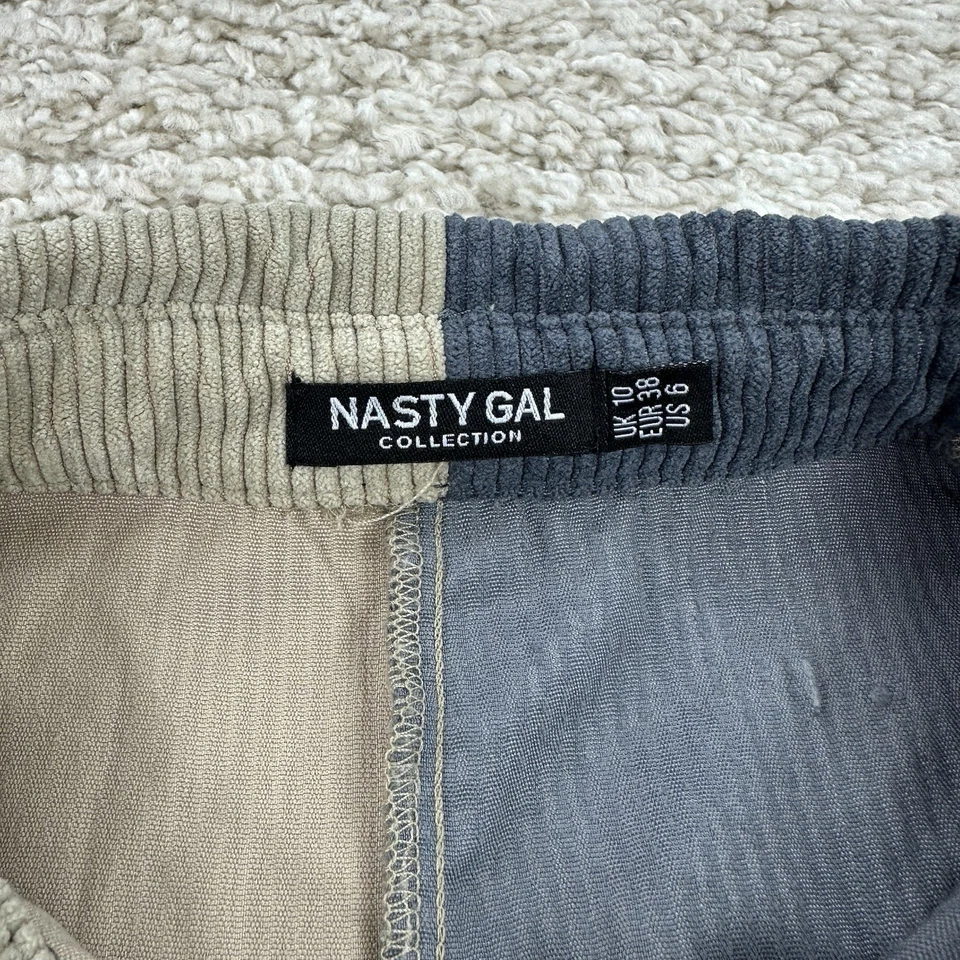 NASTY GAL
COLLECTION
UK 10
EUR 38
US 6